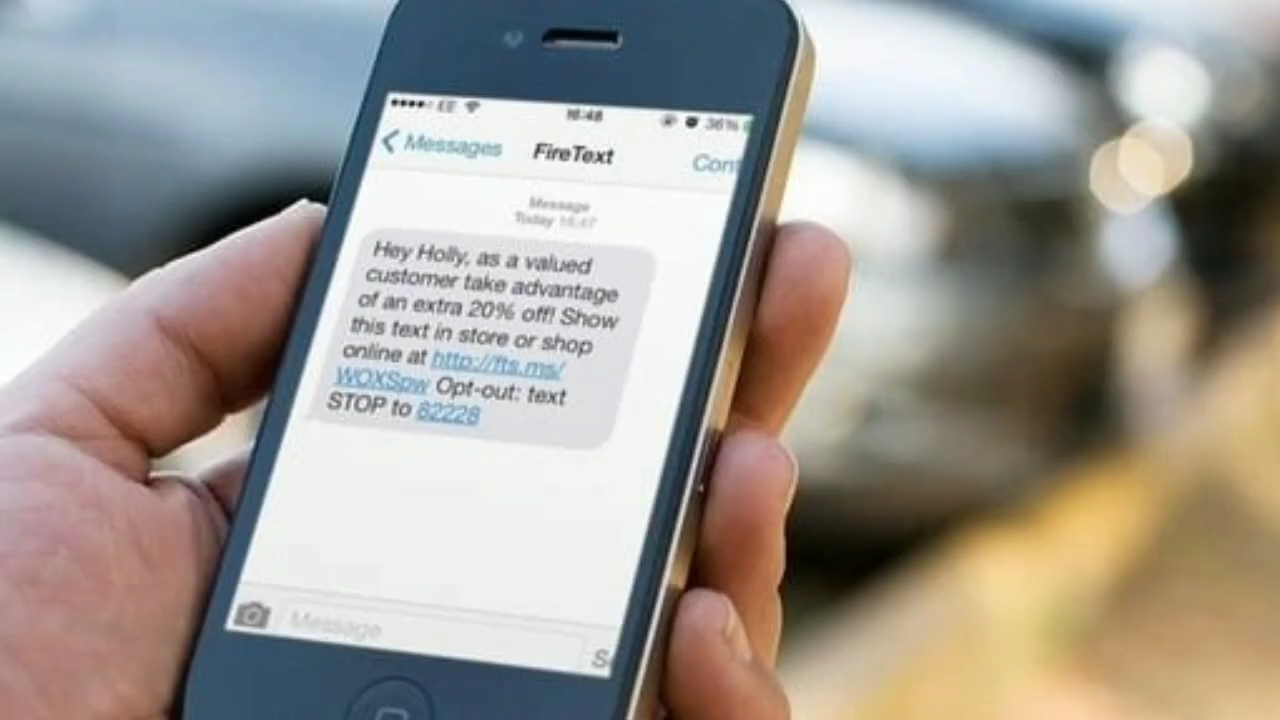 EE 16:48 36%
Messages FireText Cont
Message
Today 16:47
Hey Holly, as a valued
customer take advantage
of an extra 20% off! Show
this text in store or shop
online at http://fts.ms/
WOXSpw Opt-out: text
STOP to 82228
Message Se